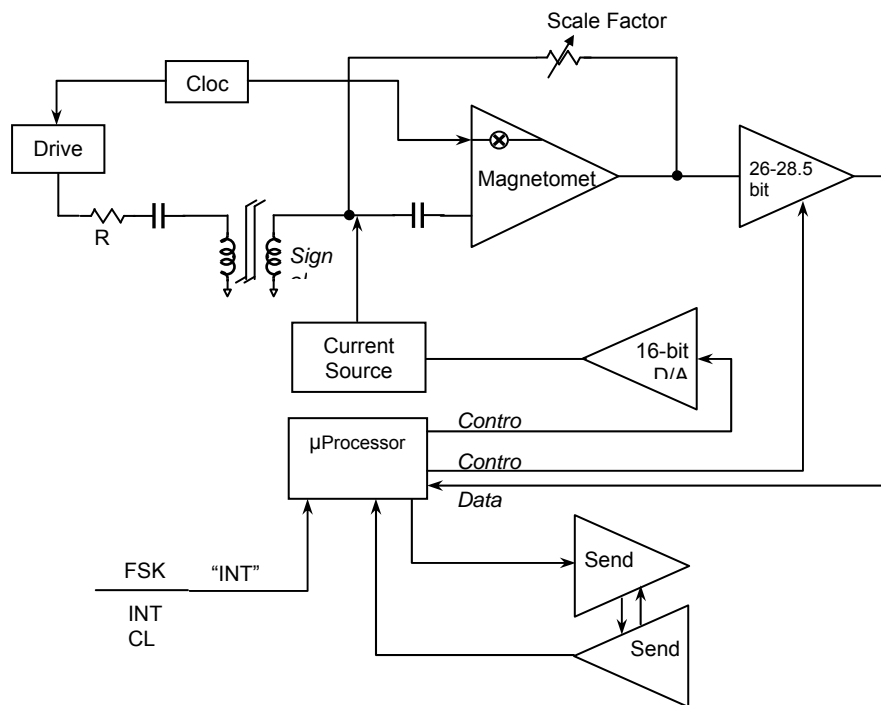 Scale Factor
Cloc
Drive
Magnetomet
26-28.5
bit
R
Sign
Current
Source
16-bit
D/A
Contro
µProcessor
Contro
Data
Send
FSK
"INT"
INT
CL
Send